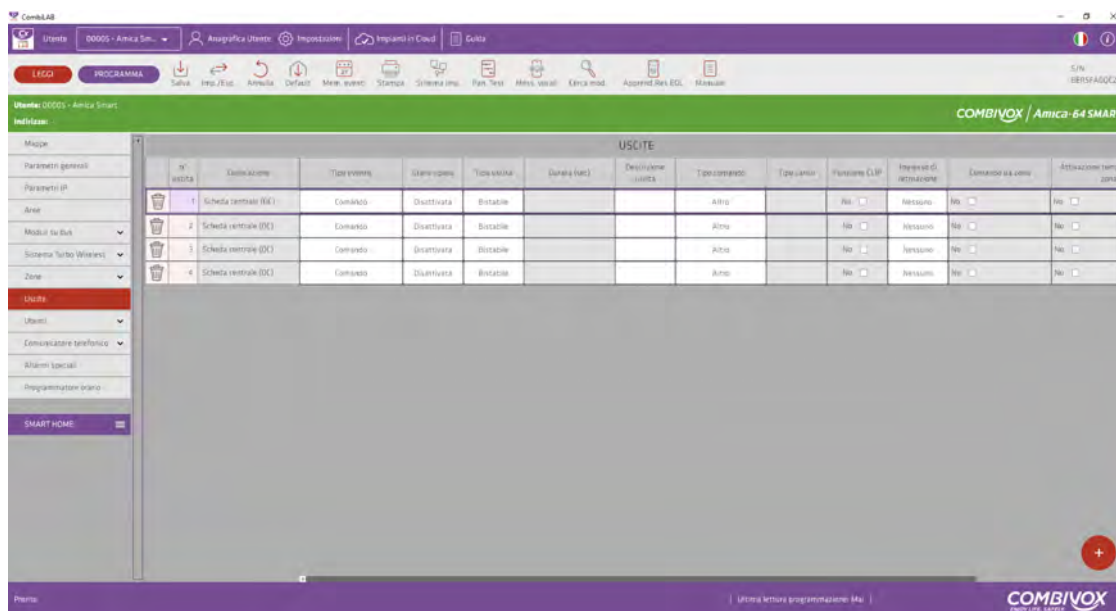 CombiLAB
Utente 00005 - Amica Sm... Anagrafica Utente Impostazioni Impianti in Cloud Guida
LEGGI PROGRAMMA Salva Imp./Esp. Annulla Default Mem. eventi Stampa Schema imp. Pan. Test Mess. vocali Cerca mod. Apprend.Res.EOL Manuale
S/N
Utente: 00005 - Amica Smart
Indirizzo:
COMBIVOX / Amica-64 SMAR
Mappe
Parametri generali
Parametri IP
Aree
Moduli su Bus
Sistema Turbo Wireless
Zone
Uscite
Utenti
Comunicatore telefonico
Allarmi speciali
Programmatore orario
SMART HOME
USCITE
N° uscita Collocazione Tipo evento Stato uscita Tipo uscita Durata (sec) Descrizione uscita Tipo comando Tipo carico Funzione CLIP Ingresso di retroazione Comando da zona
1 Scheda centrale (OC) Comando Disattivata Bistabile Altro No Nessuno No No
2 Scheda centrale (OC) Comando Disattivata Bistabile Altro No Nessuno No No
3 Scheda centrale (OC) Comando Disattivata Bistabile Altro No Nessuno No No
4 Scheda centrale (OC) Comando Disattivata Bistabile Altro No Nessuno No No
+
Pronto
| Ultima lettura programmazione: Mai |
COMBIVOX
ENJOY LIFE, SAFELY